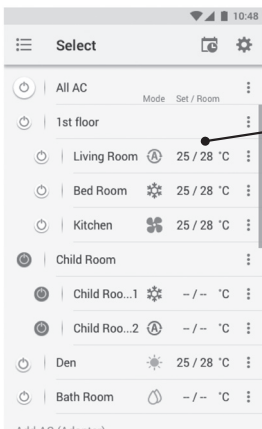 10:48
Select
All AC
Mode Set / Room
1st floor
Living Room A 25 / 28 °C
Bed Room 25 / 28 °C
Kitchen 25 / 28 °C
Child Room
Child Roo...1 -- / -- °C
Child Roo...2 A -- / -- °C
Den 25 / 28 °C
Bath Room -- / -- °C